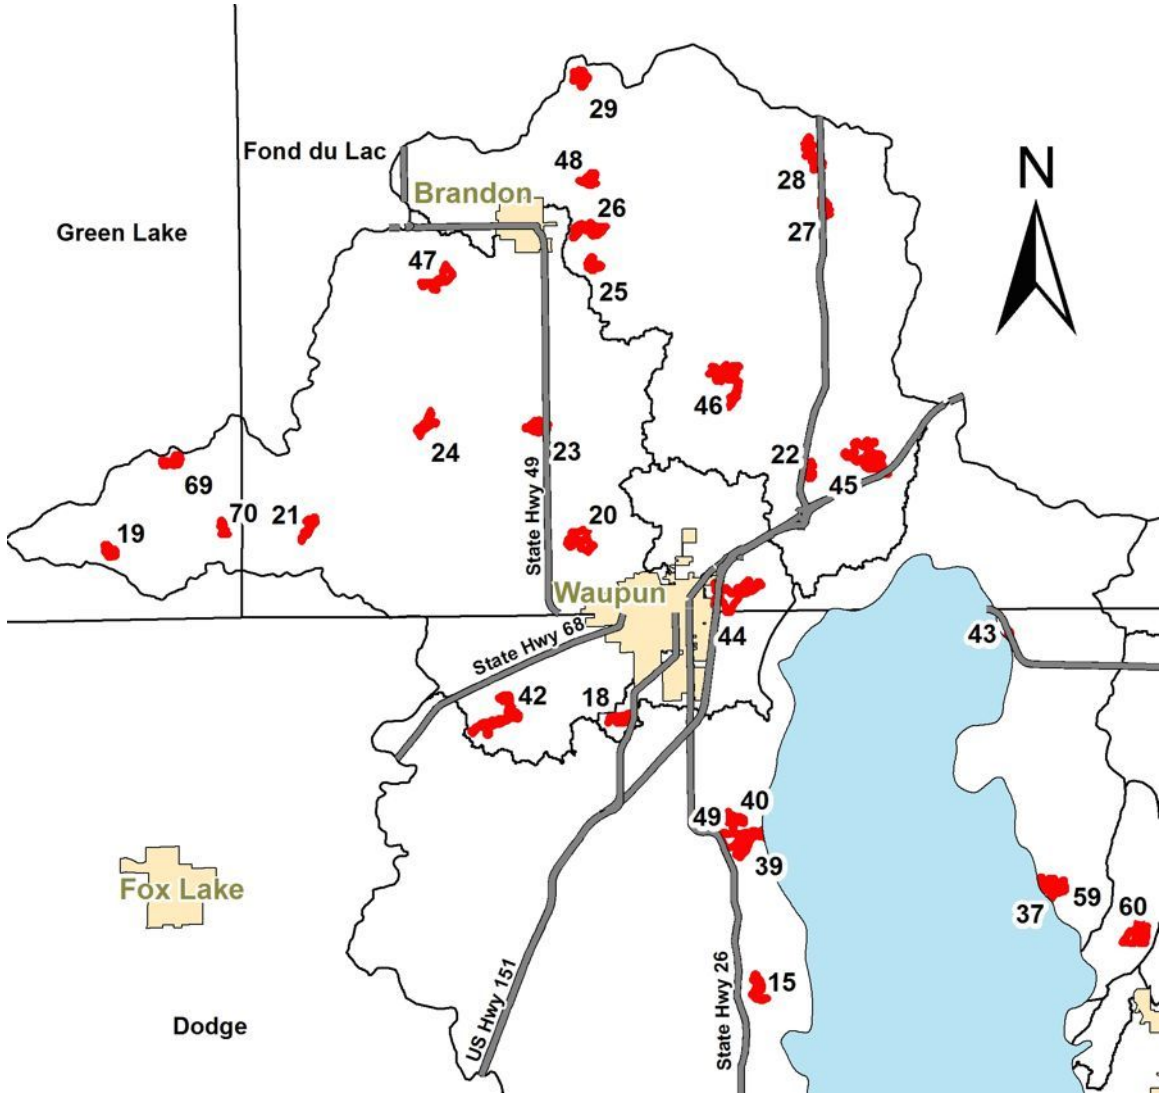 29
Fond du Lac
48
28
N
Brandon
26
Green Lake
27
47
25
46
24
23
22
45
69
State Hwy 49
70
21
20
19
Waupun
44
43
State Hwy 68
42
18
40
49
39
Fox Lake
59
37
60
US Hwy 151
State Hwy 26
15
Dodge